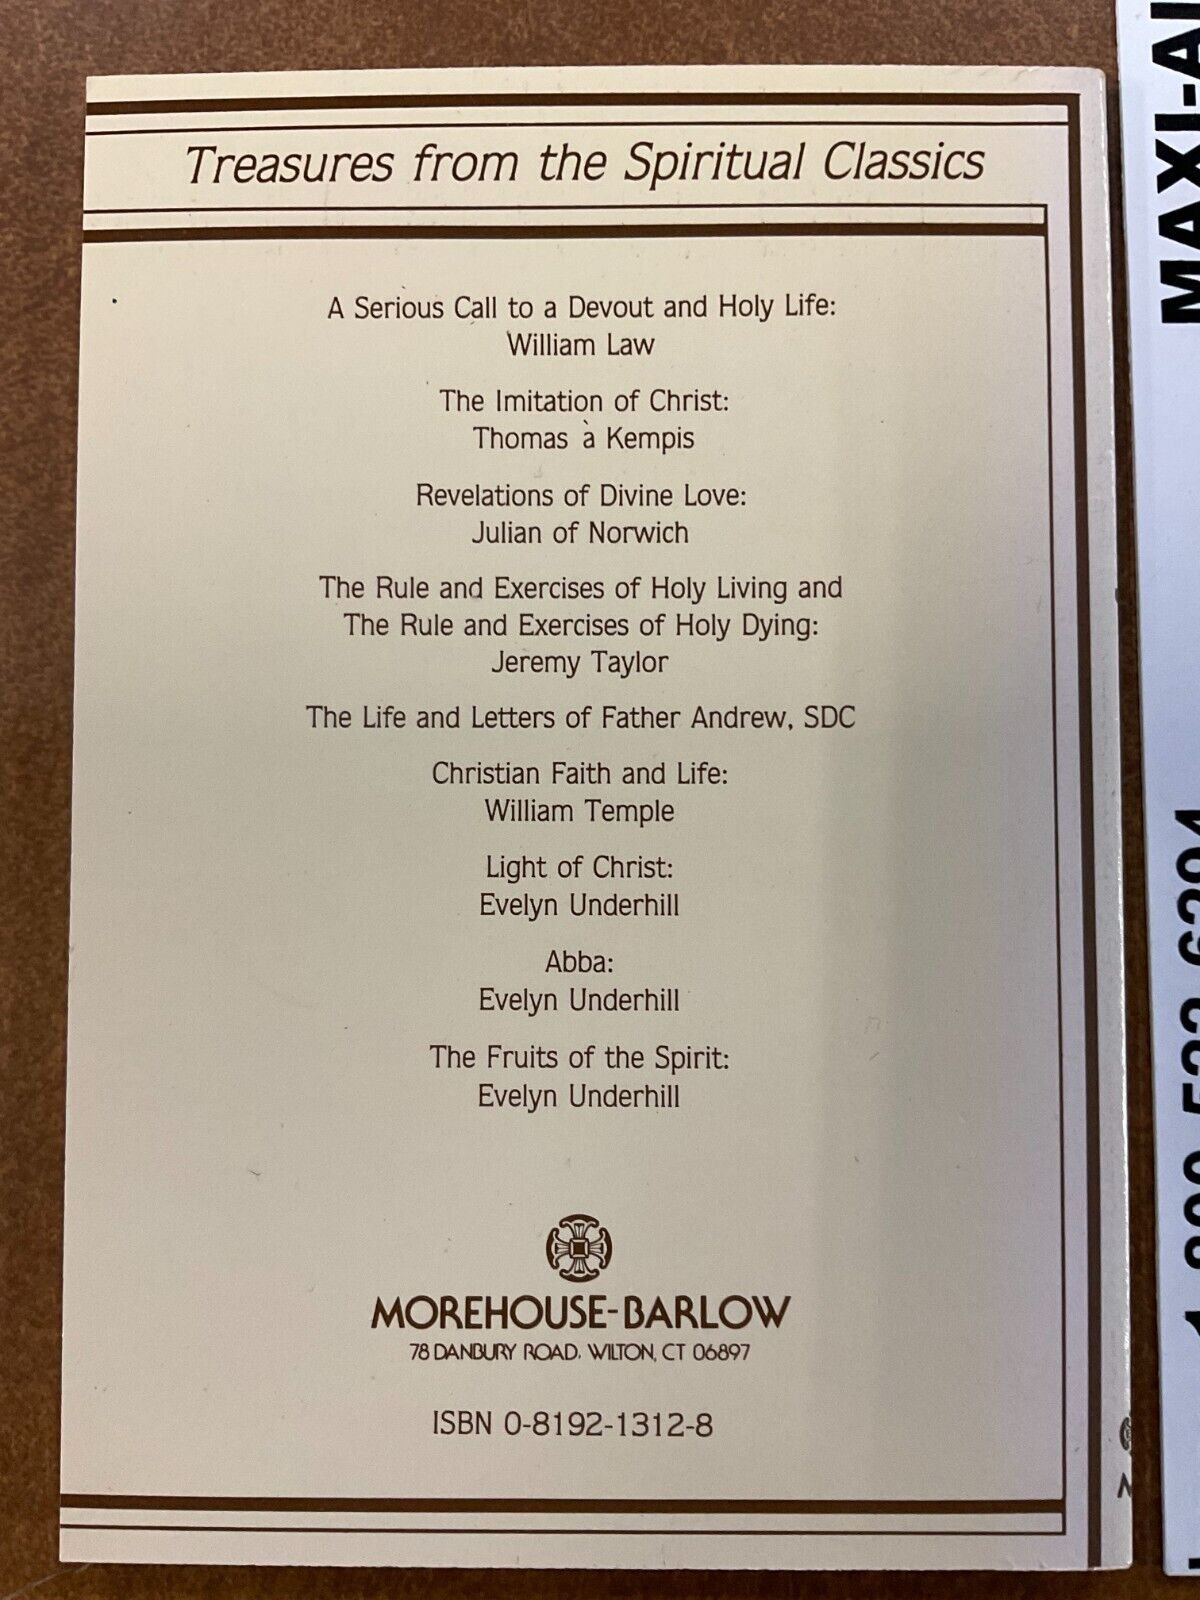 Treasures from the Spiritual Classics
A Serious Call to a Devout and Holy Life:
William Law
The Imitation of Christ:
Thomas à Kempis
Revelations of Divine Love:
Julian of Norwich
The Rule and Exercises of Holy Living and
The Rule and Exercises of Holy Dying:
Jeremy Taylor
The Life and Letters of Father Andrew, SDC
Christian Faith and Life:
William Temple
Light of Christ:
Evelyn Underhill
Abba:
Evelyn Underhill
The Fruits of the Spirit:
Evelyn Underhill
MOREHOUSE-BARLOW
78 DANBURY ROAD, WILTON, CT 06897
ISBN 0-8192-1312-8
MAXI-AI